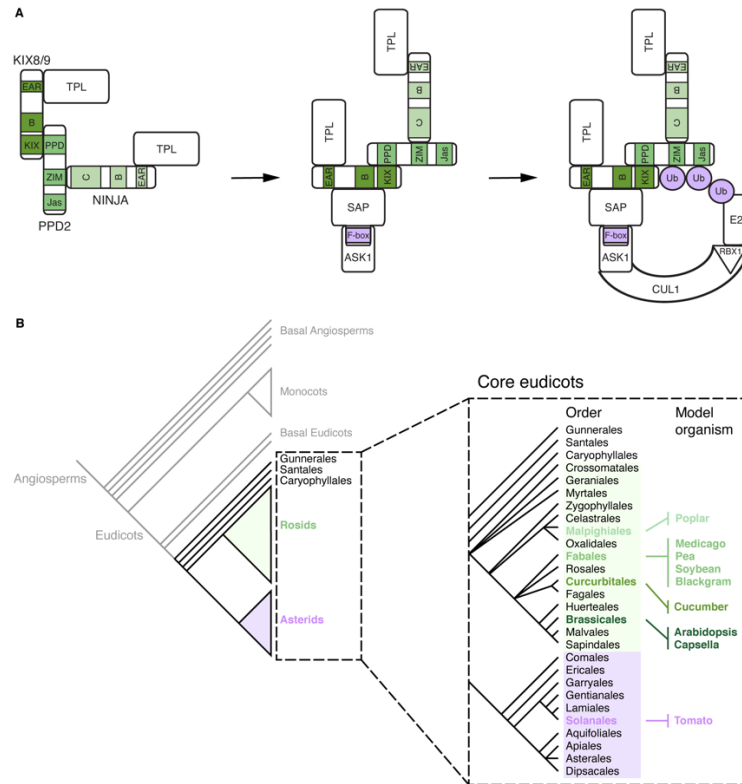 A
KIX8/9
EAR
TPL
B
KIX
PPD
ZIM
Jas
PPD2
C
B
EAR
NINJA
TPL
TPL
EAR
B
C
TPL
PPD
ZIM
Jas
EAR
B
KIX
SAP
F-box
ASK1
TPL
EAR
B
C
TPL
PPD
ZIM
Jas
EAR
B
KIX
Ub
Ub
Ub
SAP
F-box
ASK1
E2
RBX1
CUL1
B
Basal Angiosperms
Monocots
Basal Eudicots
Angiosperms
Eudicots
Gunnerales
Santales
Caryophyllales
Rosids
Asterids
Core eudicots
Order
Model
organism
Gunnerales
Santales
Caryophyllales
Crossomatales
Geraniales
Myrtales
Zygophyllales
Celastrales
Malpighiales
Poplar
Oxalidales
Medicago
Fabales
Pea
Rosales
Soybean
Blackgram
Curcurbitales
Fagales
Cucumber
Huerteales
Brassicales
Arabidopsis
Malvales
Capsella
Sapindales
Comales
Ericales
Garryales
Gentianales
Lamiales
Solanales
Tomato
Aquifoliales
Apiales
Asterales
Dipsacales